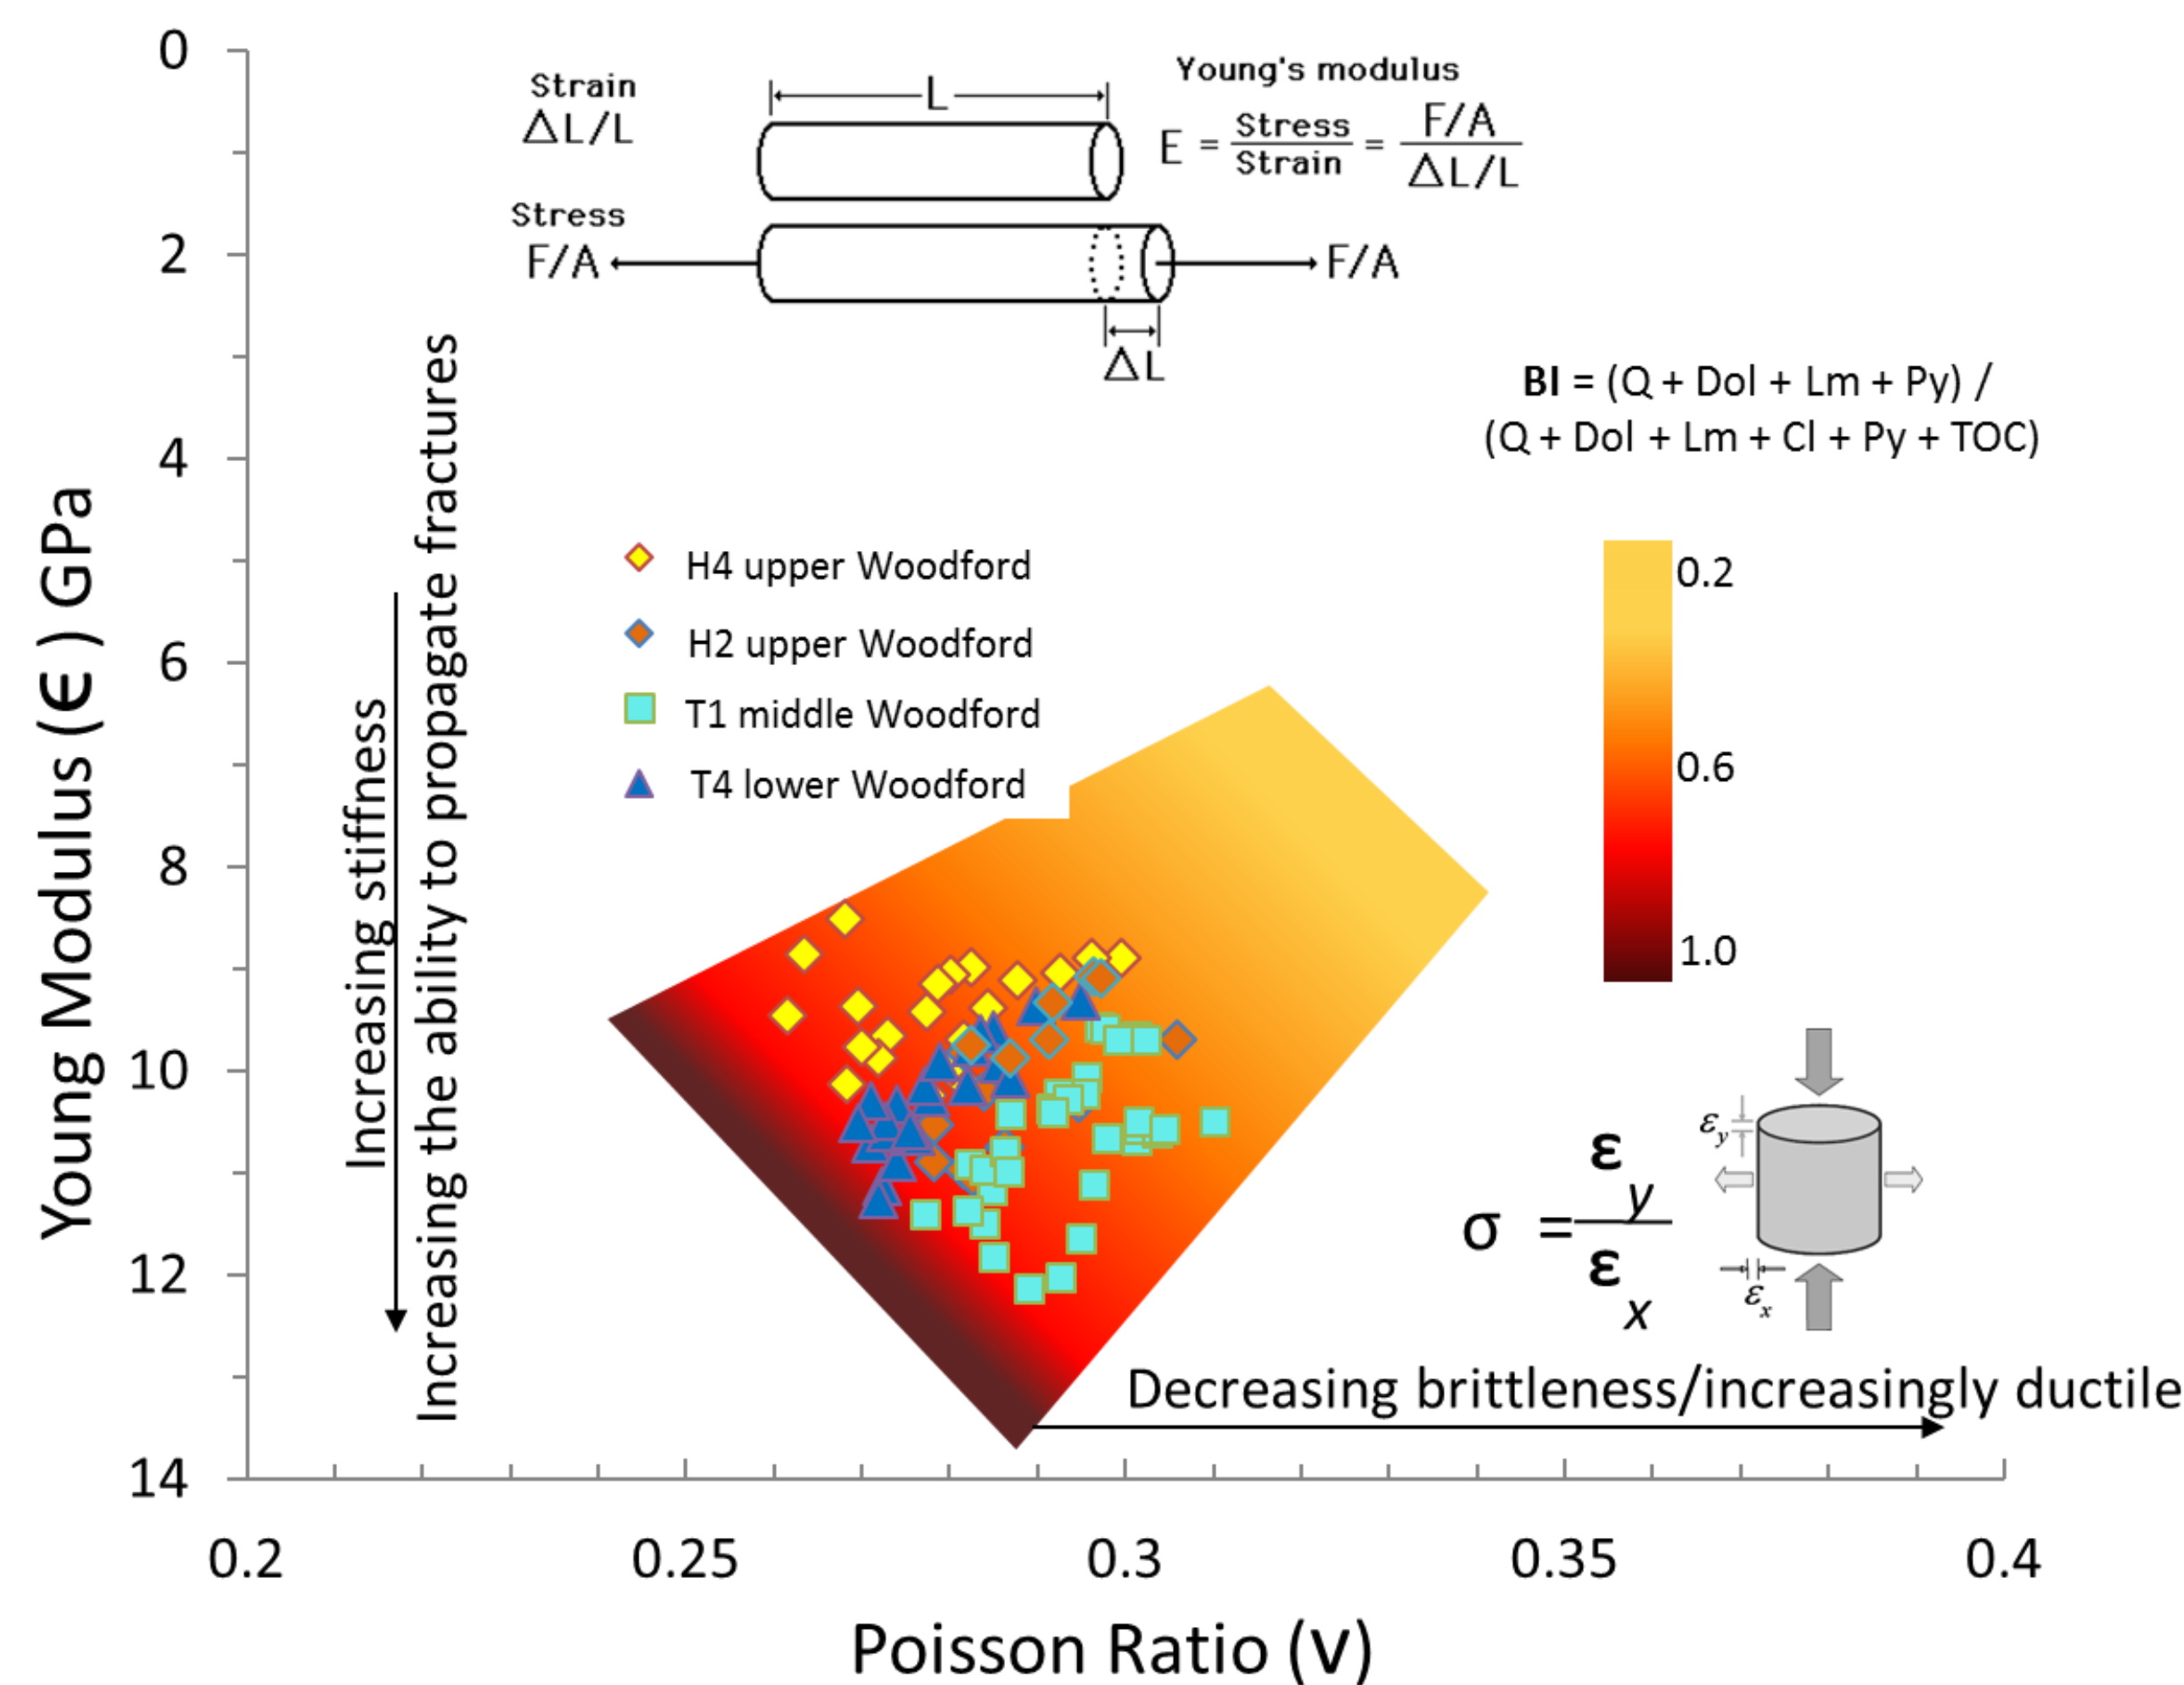 0
2
4
6
8
10
12
14
Young Modulus (ϵ ) GPa
Increasing stiffness
Increasing the ability to propagate fractures
Strain
ΔL/L
L
Young's modulus
E = Stress/Strain = F/A / ΔL/L
Stress
F/A
F/A
ΔL
BI = (Q + Dol + Lm + Py) /
(Q + Dol + Lm + Cl + Py + TOC)
H4 upper Woodford
H2 upper Woodford
T1 middle Woodford
T4 lower Woodford
0.2
0.6
1.0
σ = εy / εx
εy
εx
Decreasing brittleness/increasingly ductile
0.2 0.25 0.3 0.35 0.4
Poisson Ratio (ν)